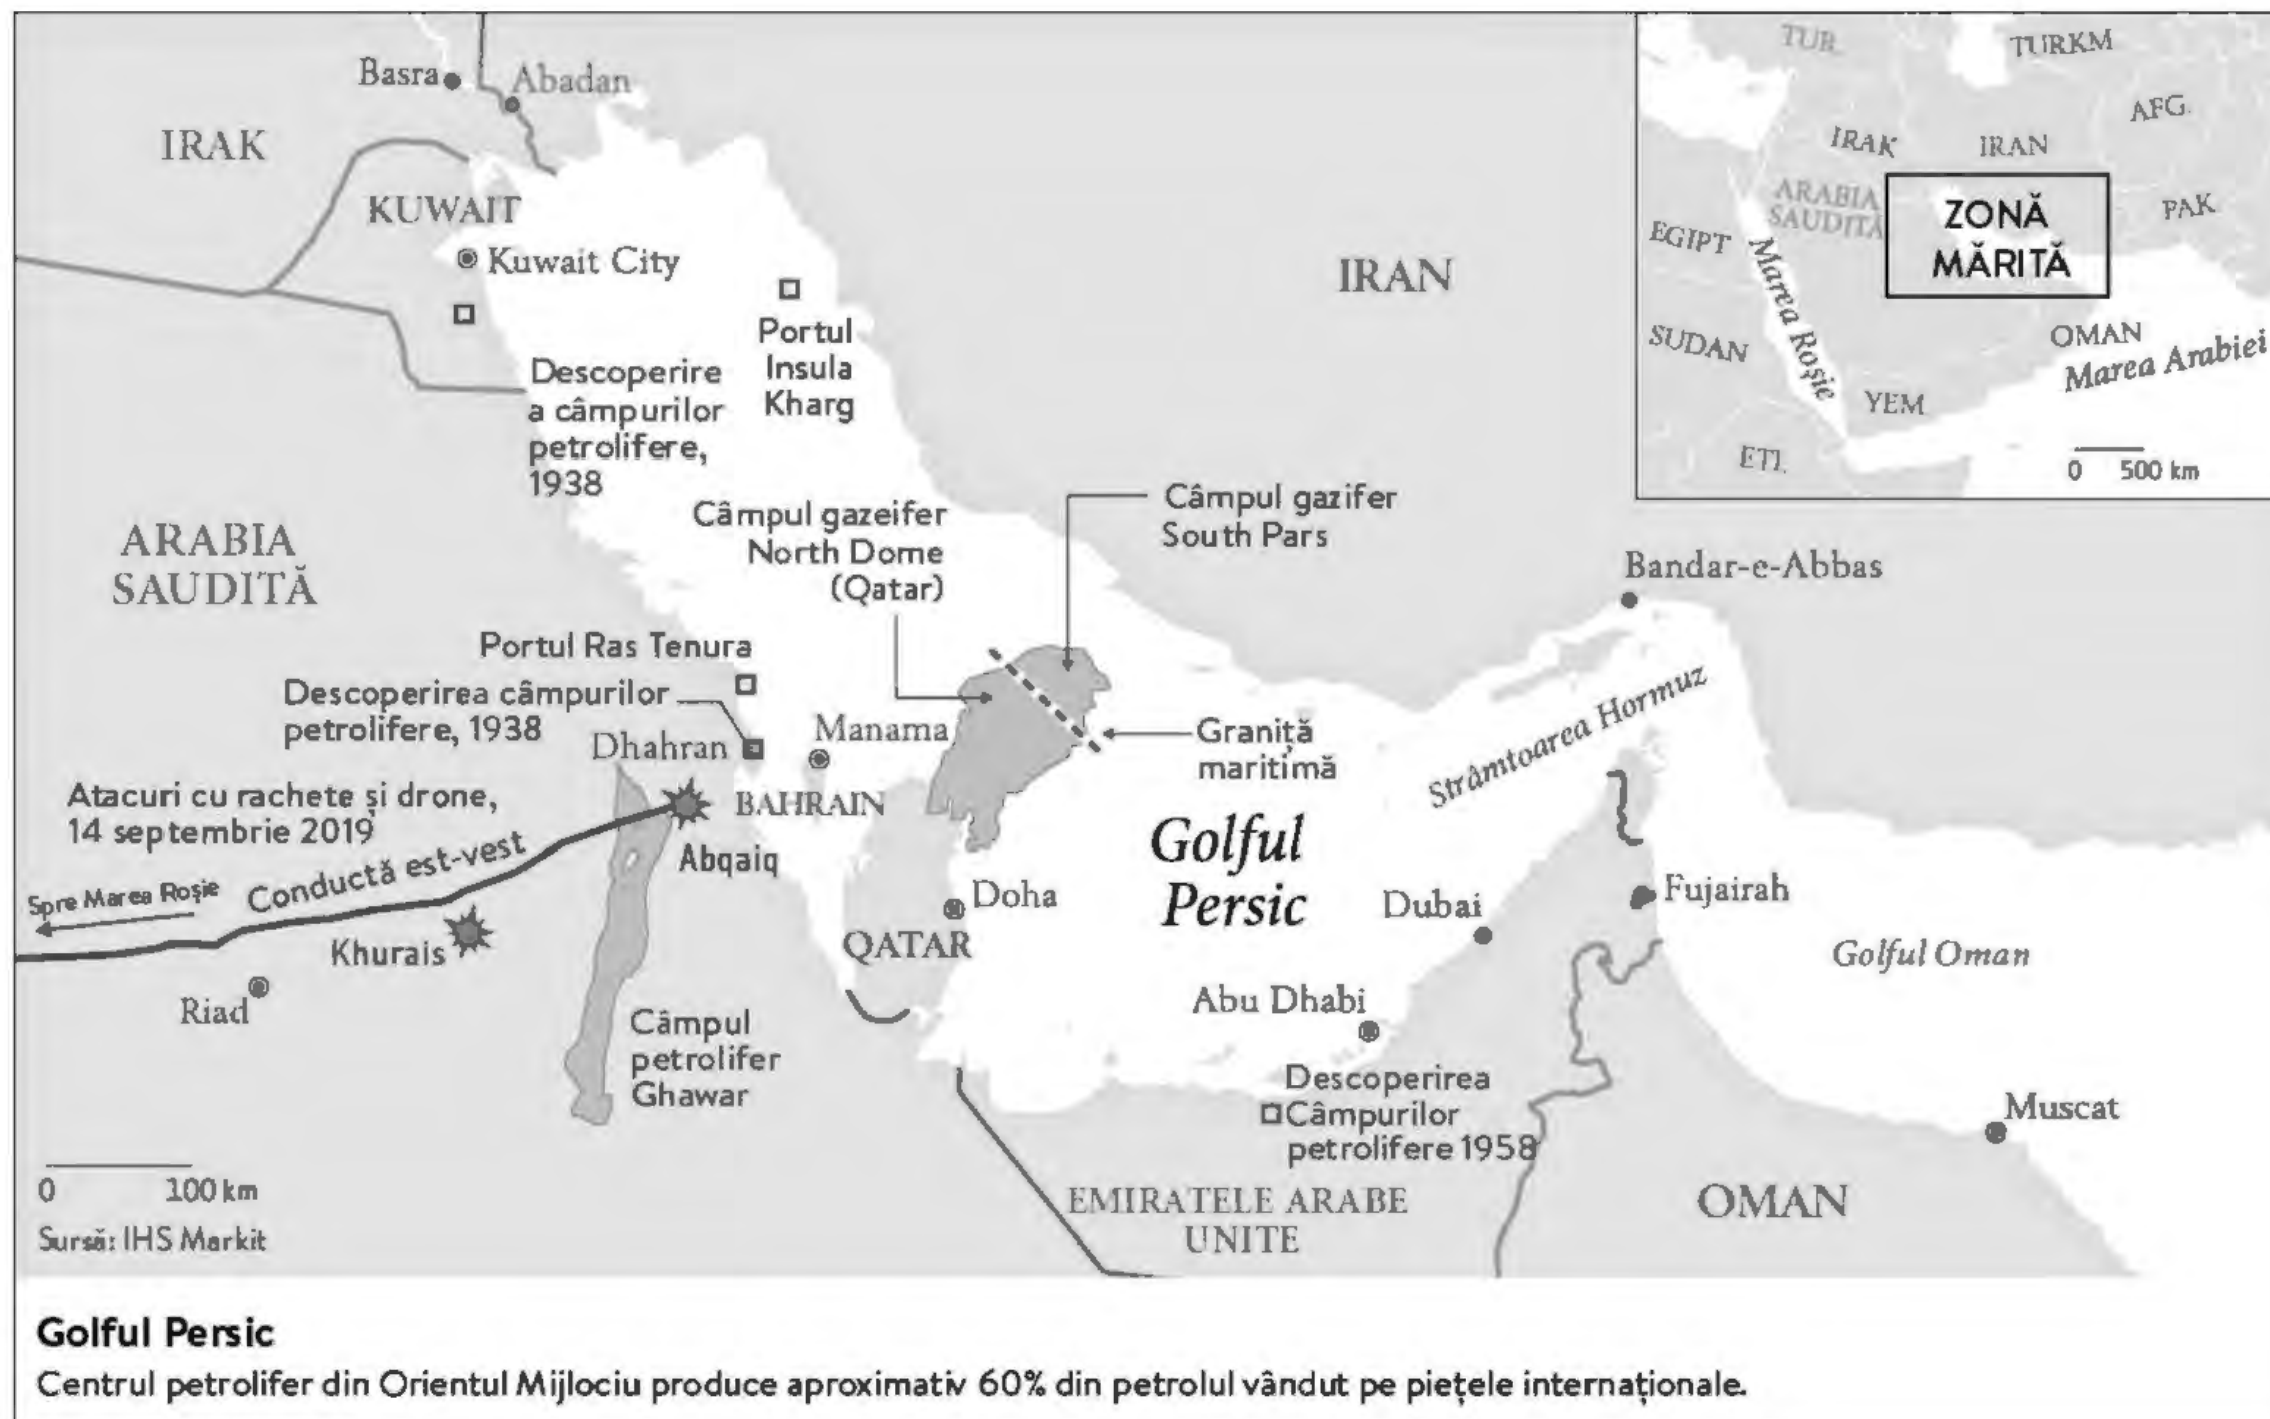 Basra
Abadan
IRAK
KUWAIT
Kuwait City
IRAN
Portul
Insula
Kharg
Descoperire
a câmpurilor
petrolifere,
1938
ARABIA
SAUDITĂ
Câmpul gazeifer
North Dome
(Qatar)
Câmpul gazifer
South Pars
Bandar-e-Abbas
Portul Ras Tenura
Descoperirea câmpurilor
petrolifere, 1938
Dhahran
Manama
Graniță
maritimă
Strâmtoarea Hormuz
Atacuri cu rachete și drone,
14 septembrie 2019
BAHRAIN
Abqaiq
Conductă est-vest
Spre Marea Roșie
Khurais
Riad
Golful
Persic
Doha
QATAR
Dubai
Fujairah
Golful Oman
Abu Dhabi
Câmpul
petrolifer
Ghawar
Descoperirea
Câmpurilor
petrolifere 1958
Muscat
EMIRATELE ARABE
UNITE
OMAN
0 100 km
Sursă: IHS Markit
TUR.
TURKM
AFG.
IRAK
IRAN
ARABIA
SAUDITĂ
ZONĂ
MĂRITĂ
PAK
EGIPT
Marea Roșie
SUDAN
OMAN
Marea Arabiei
YEM
ETI.
0 500 km
Golful Persic
Centrul petrolifer din Orientul Mijlociu produce aproximativ 60% din petrolul vândut pe piețele internaționale.